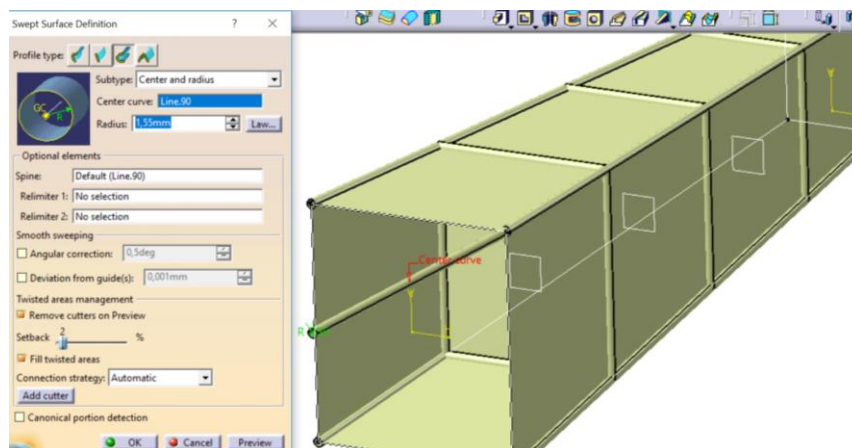 Swept Surface Definition ? ×
Profile type:
Subtype: Center and radius
Center curve: Line.90
Radius: 1,55mm Law...
GC
R
Optional elements
Spine: Default (Line.90)
Relimiter 1: No selection
Relimiter 2: No selection
Smooth sweeping
Angular correction: 0,5deg
Deviation from guide(s): 0,001mm
Twisted areas management
Remove cutters on Preview
Setback 2 %
Fill twisted areas
Connection strategy: Automatic
Add cutter
Canonical portion detection
OK Cancel Preview
Center curve
Y
Y
R